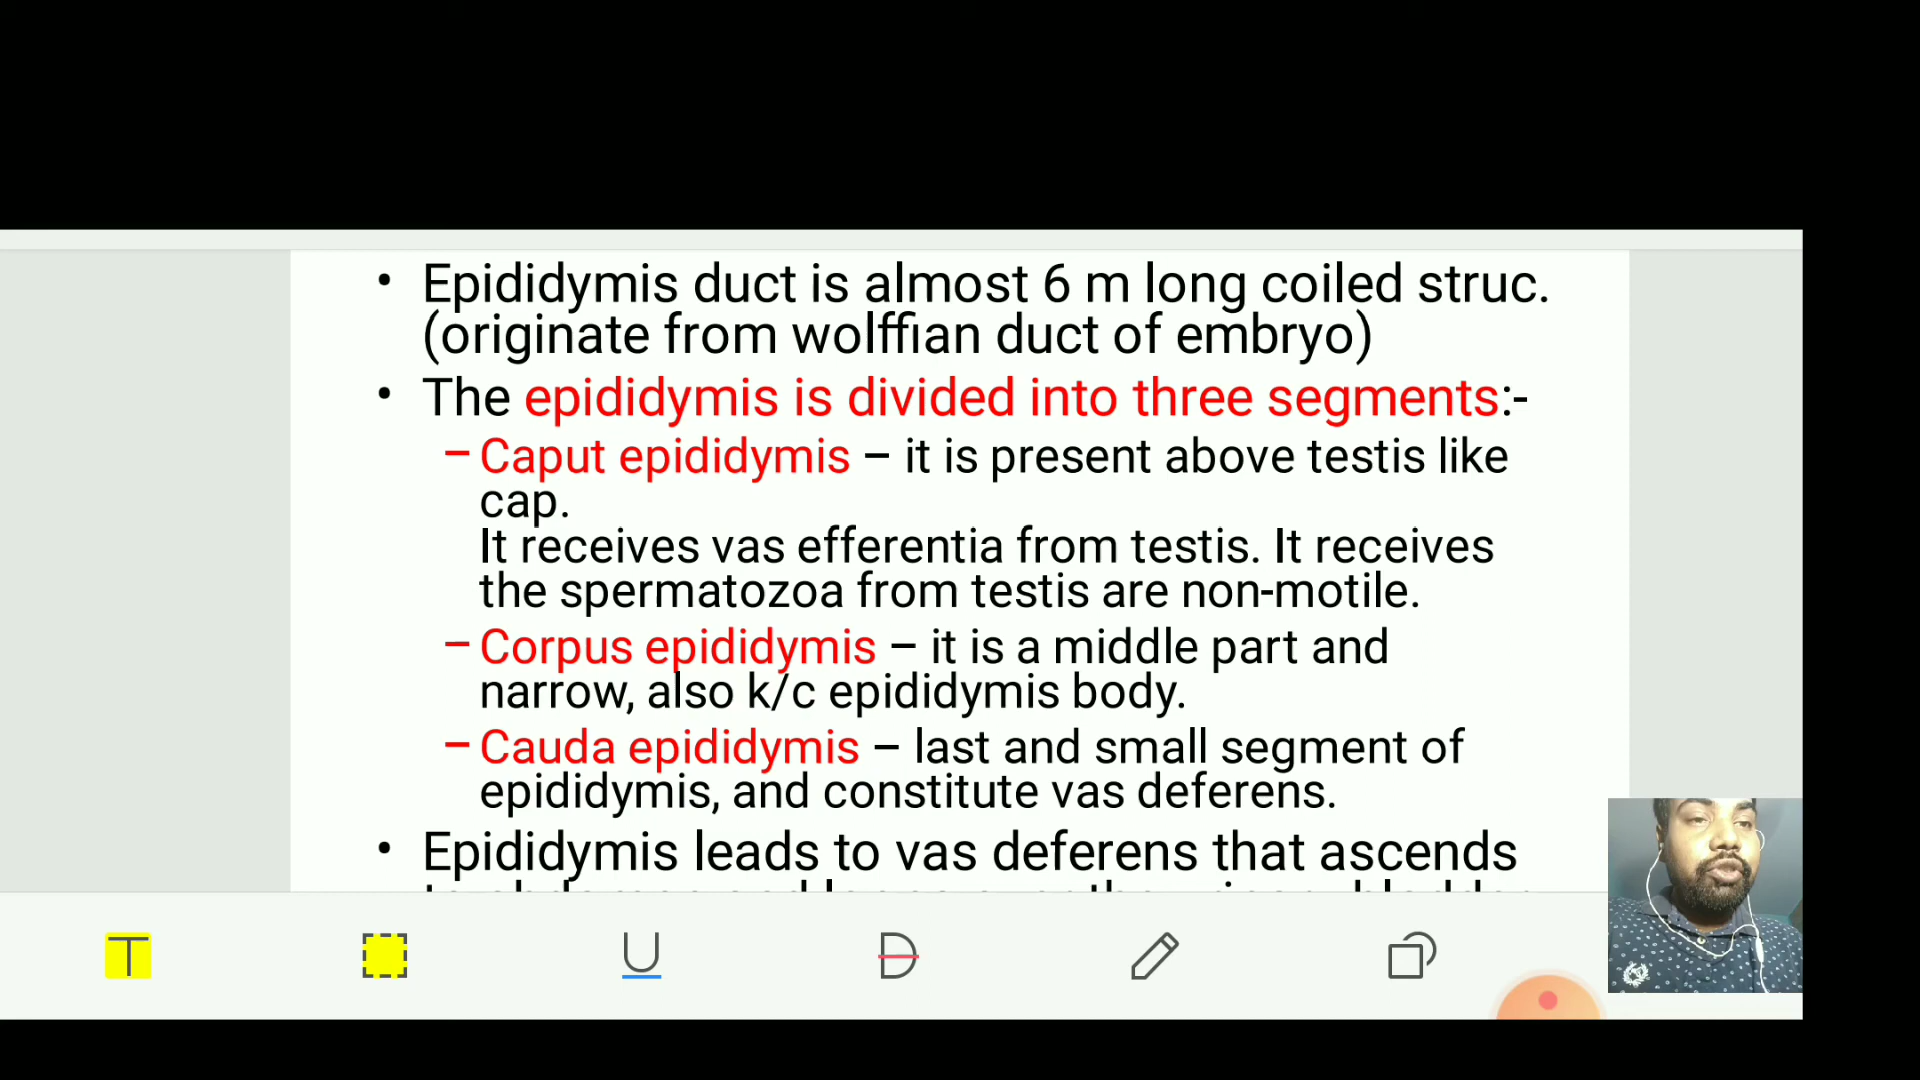 • Epididymis duct is almost 6 m long coiled struc.
(originate from wolffian duct of embryo)
• The epididymis is divided into three segments:-
– Caput epididymis – it is present above testis like
cap.
It receives vas efferentia from testis. It receives
the spermatozoa from testis are non-motile.
– Corpus epididymis – it is a middle part and
narrow, also k/c epididymis body.
– Cauda epididymis – last and small segment of
epididymis, and constitute vas deferens.
• Epididymis leads to vas deferens that ascends